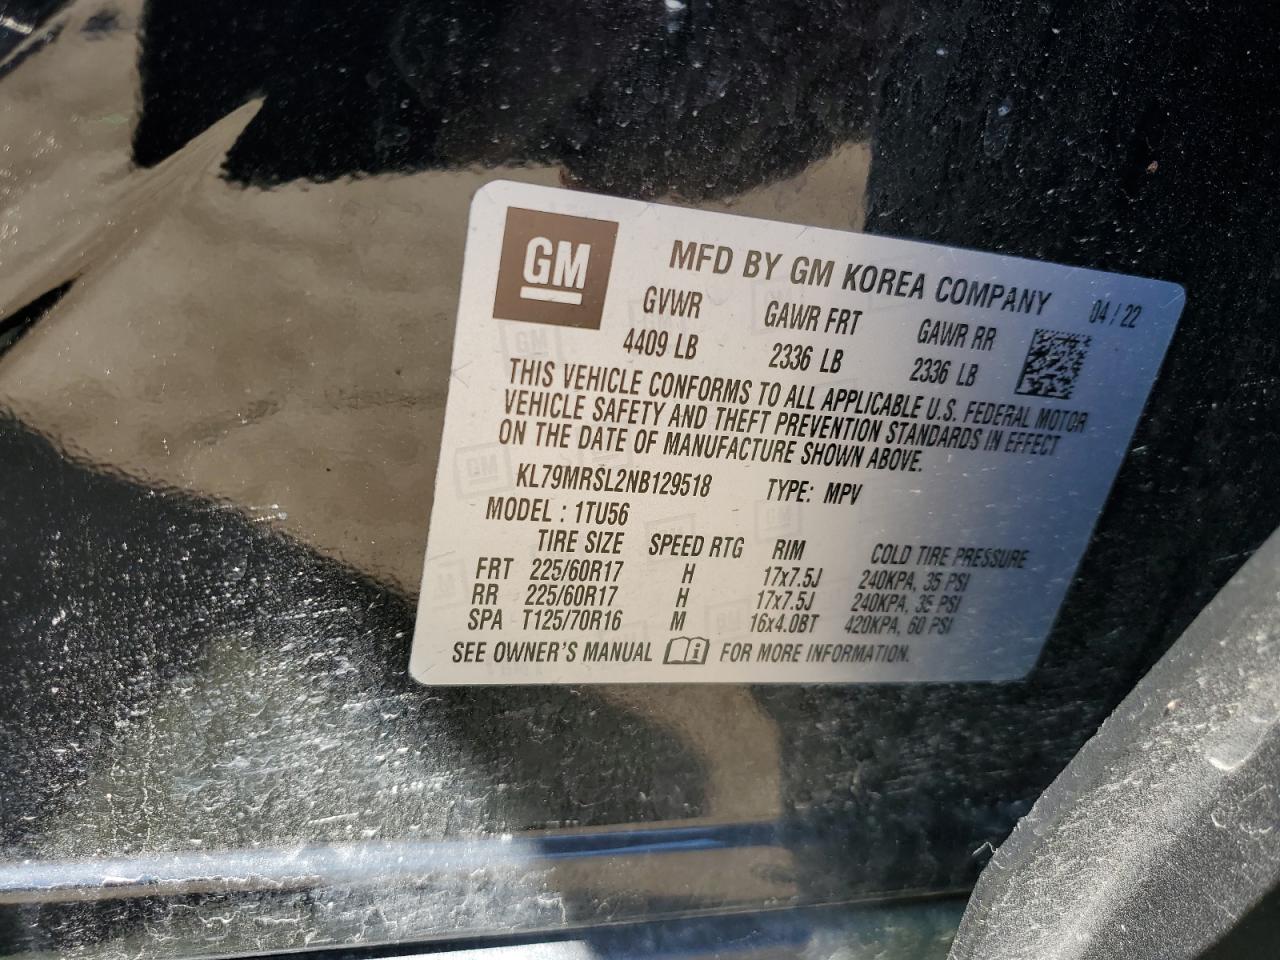 GM
MFD BY GM KOREA COMPANY 04 / 22
GVWR GAWR FRT GAWR RR
4409 LB 2336 LB 2336 LB
THIS VEHICLE CONFORMS TO ALL APPLICABLE U.S. FEDERAL MOTOR
VEHICLE SAFETY AND THEFT PREVENTION STANDARDS IN EFFECT
ON THE DATE OF MANUFACTURE SHOWN ABOVE.
KL79MRSL2NB129518 TYPE: MPV
MODEL : 1TU56
TIRE SIZE SPEED RTG RIM COLD TIRE PRESSURE
FRT 225/60R17 H 17x7.5J 240KPA, 35 PSI
RR 225/60R17 H 17x7.5J 240KPA, 35 PSI
SPA T125/70R16 M 16x4.0BT 420KPA, 60 PSI
SEE OWNER'S MANUAL FOR MORE INFORMATION.